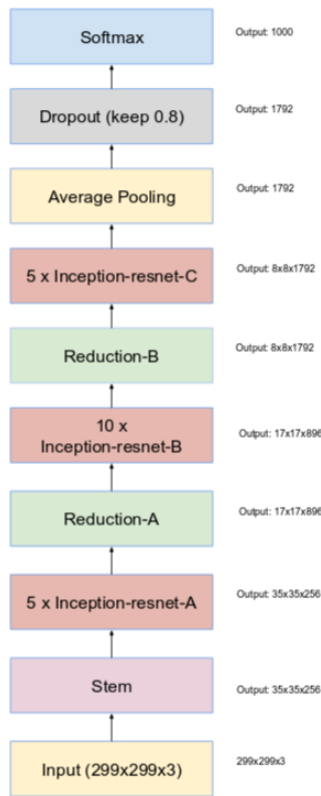 Softmax
Output: 1000
Dropout (keep 0.8)
Output: 1792
Average Pooling
Output: 1792
5 x Inception-resnet-C
Output: 8x8x1792
Reduction-B
Output: 8x8x1792
10 x
Inception-resnet-B
Output: 17x17x896
Reduction-A
Output: 17x17x896
5 x Inception-resnet-A
Output: 35x35x256
Stem
Output: 35x35x256
Input (299x299x3)
299x299x3